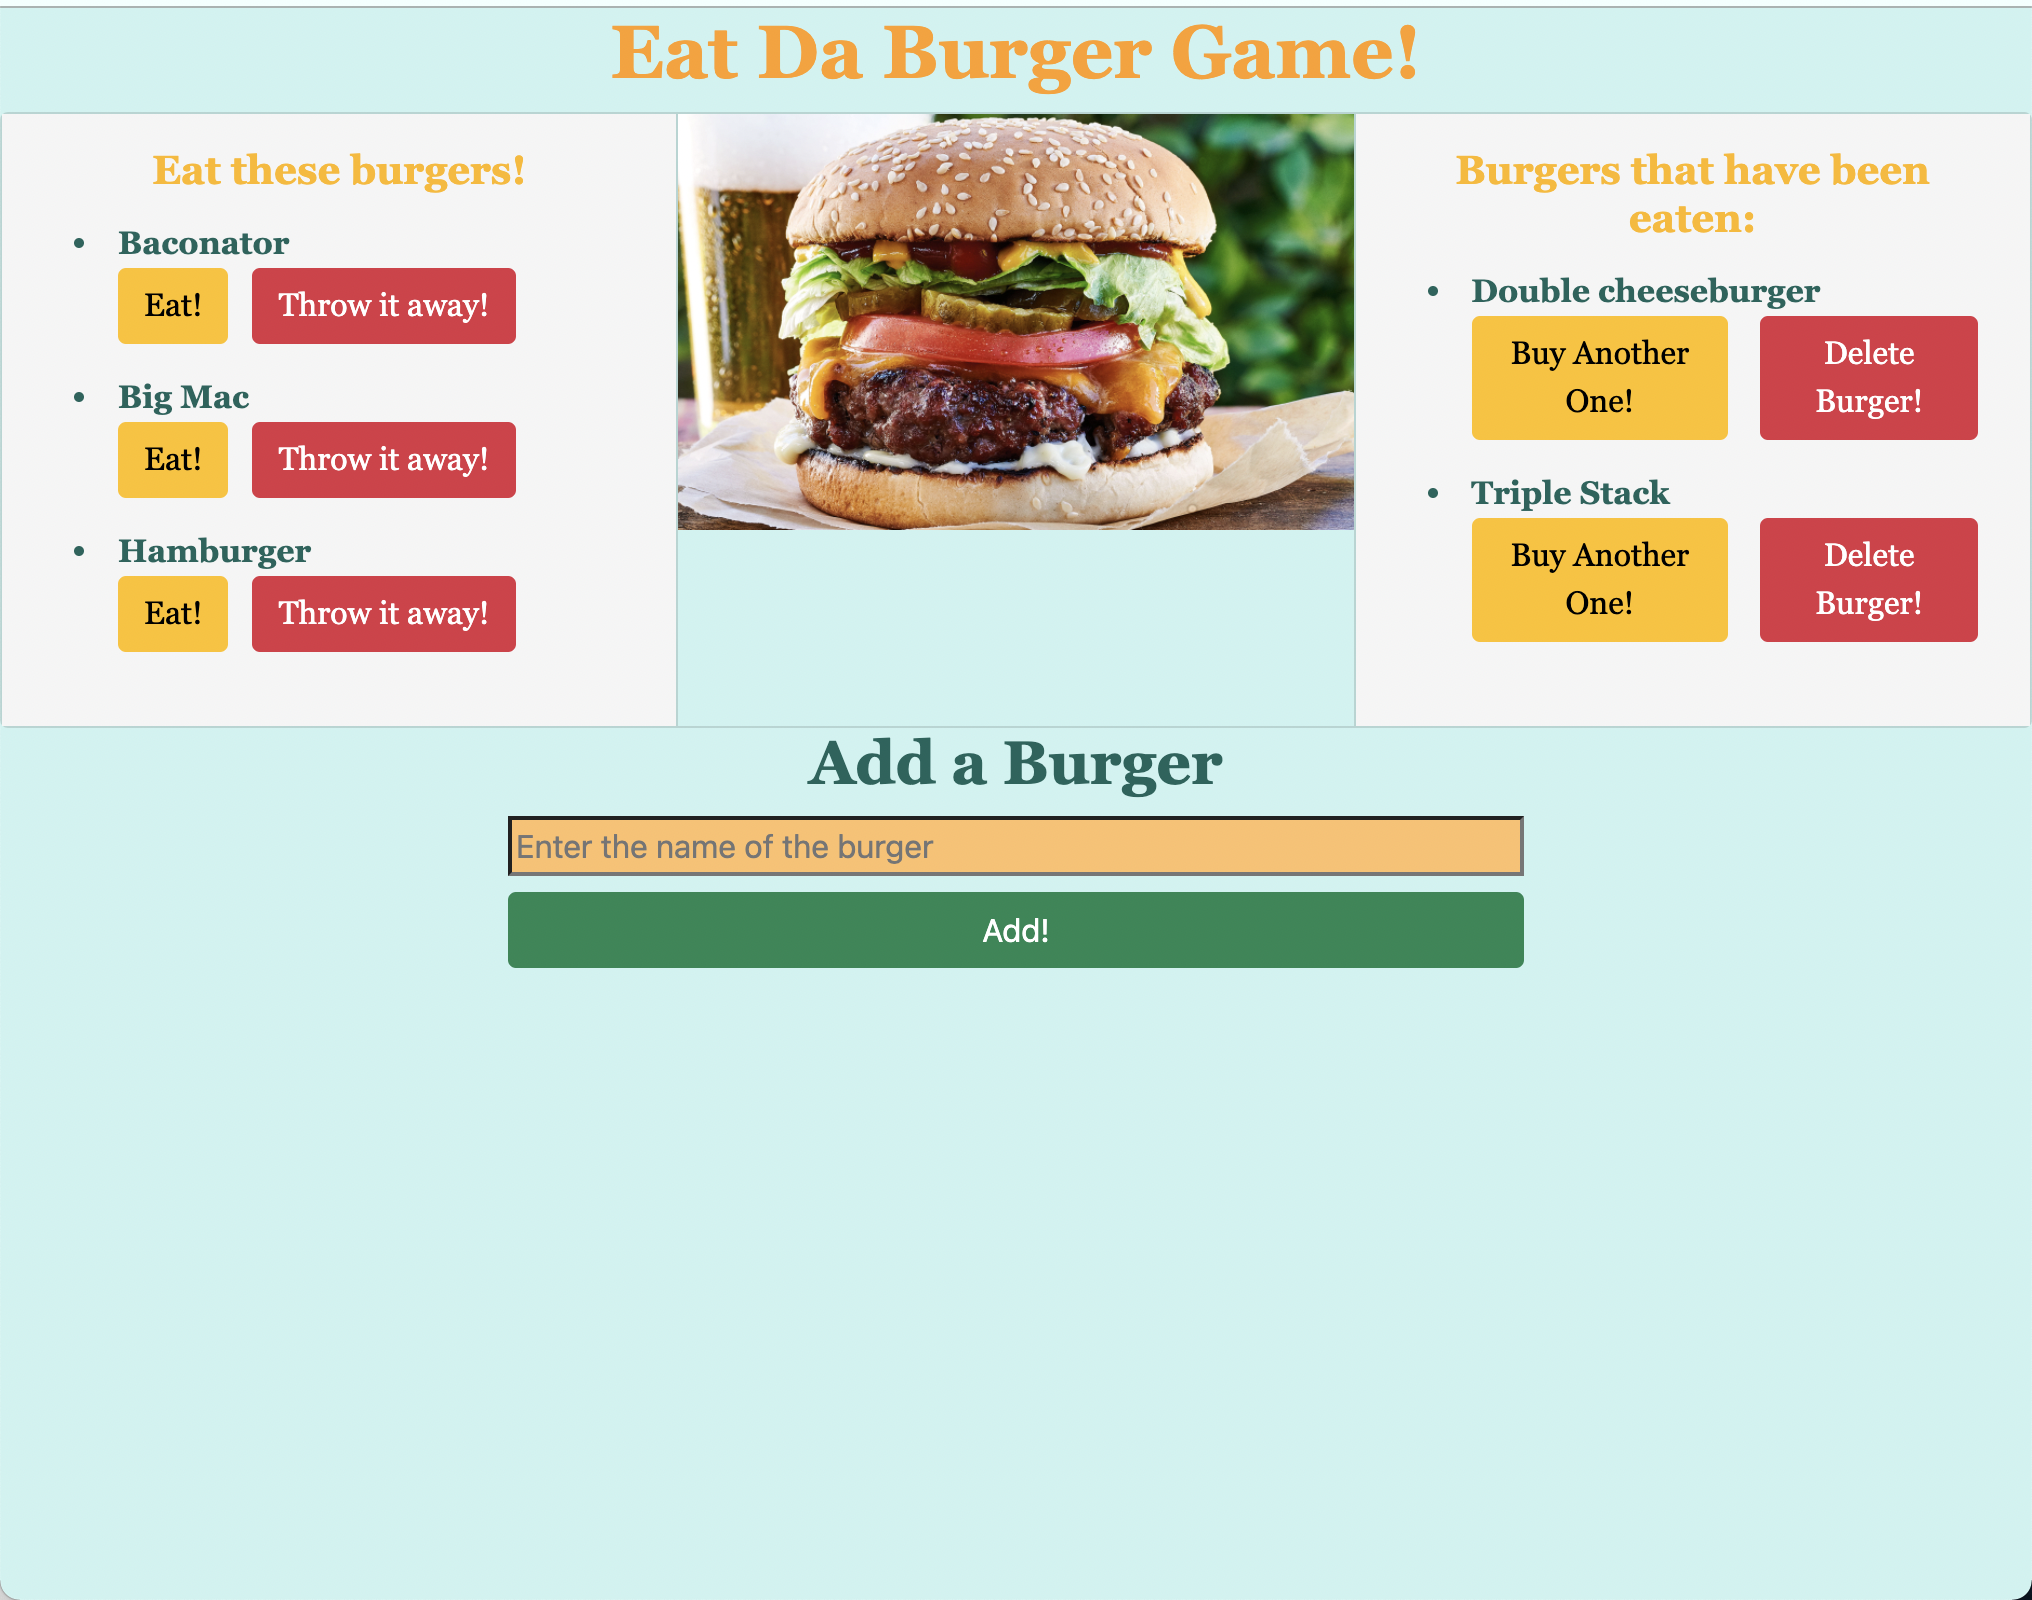 Eat Da Burger Game!
Eat these burgers!
Baconator
Eat!
Throw it away!
Big Mac
Eat!
Throw it away!
Hamburger
Eat!
Throw it away!
Burgers that have been
eaten:
Double cheeseburger
Buy Another
One!
Delete
Burger!
Triple Stack
Buy Another
One!
Delete
Burger!
Add a Burger
Enter the name of the burger
Add!